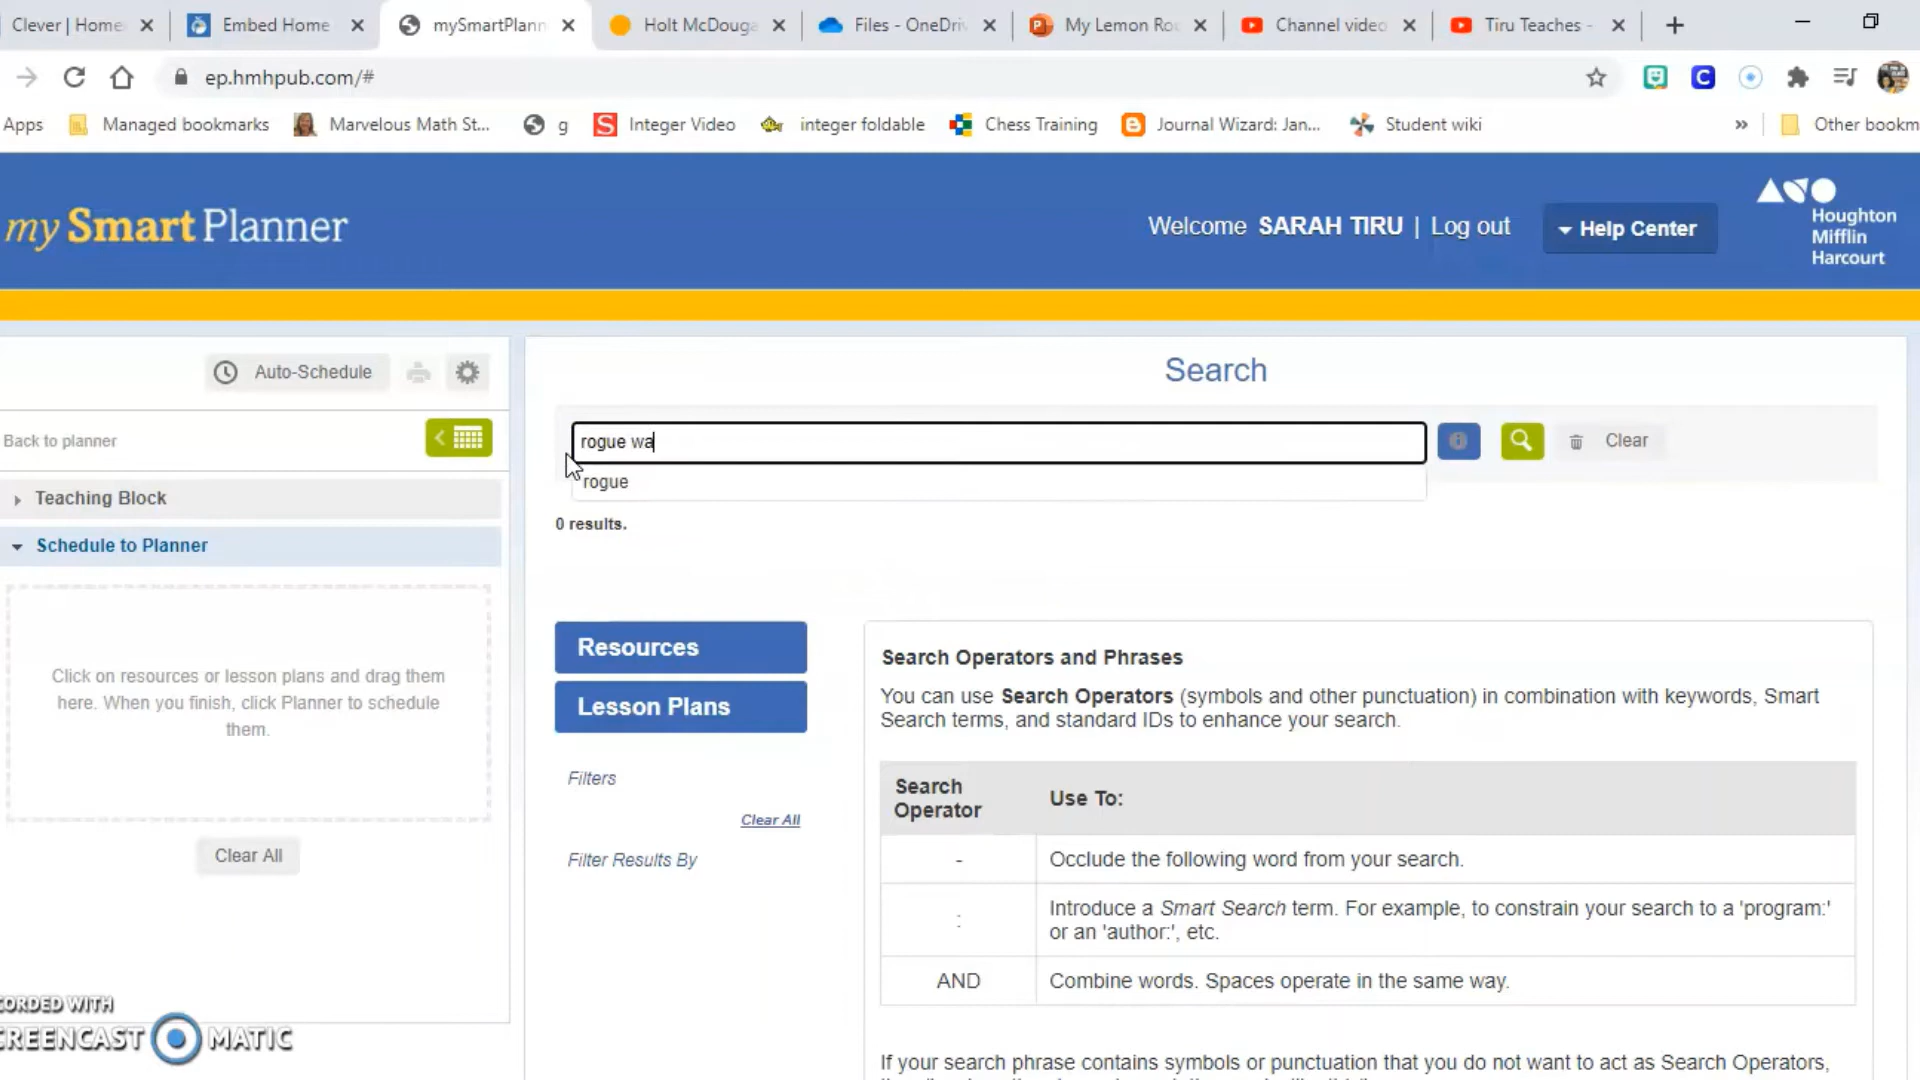 Clever | Home
Embed Home
mySmartPlann
Holt McDouga
Files - OneDriv
My Lemon Ro
Channel video
Tiru Teaches -
ep.hmhpub.com/#
Apps
Managed bookmarks
Marvelous Math St...
g
Integer Video
integer foldable
Chess Training
Journal Wizard: Jan...
Student wiki
»
Other bookm
my Smart Planner
Welcome SARAH TIRU | Log out
Help Center
Houghton
Mifflin
Harcourt
Auto-Schedule
Back to planner
Teaching Block
Schedule to Planner
Click on resources or lesson plans and drag them
here. When you finish, click Planner to schedule
them.
Clear All
Search
rogue wa
Clear
rogue
0 results.
Resources
Lesson Plans
Filters
Clear All
Filter Results By
Search Operators and Phrases
You can use Search Operators (symbols and other punctuation) in combination with keywords, Smart
Search terms, and standard IDs to enhance your search.
Search
Operator
Use To:
-
Occlude the following word from your search.
:
Introduce a Smart Search term. For example, to constrain your search to a 'program:'
or an 'author:', etc.
AND
Combine words. Spaces operate in the same way.
If your search phrase contains symbols or punctuation that you do not want to act as Search Operators,
CORDED WITH
CREENCAST MATIC